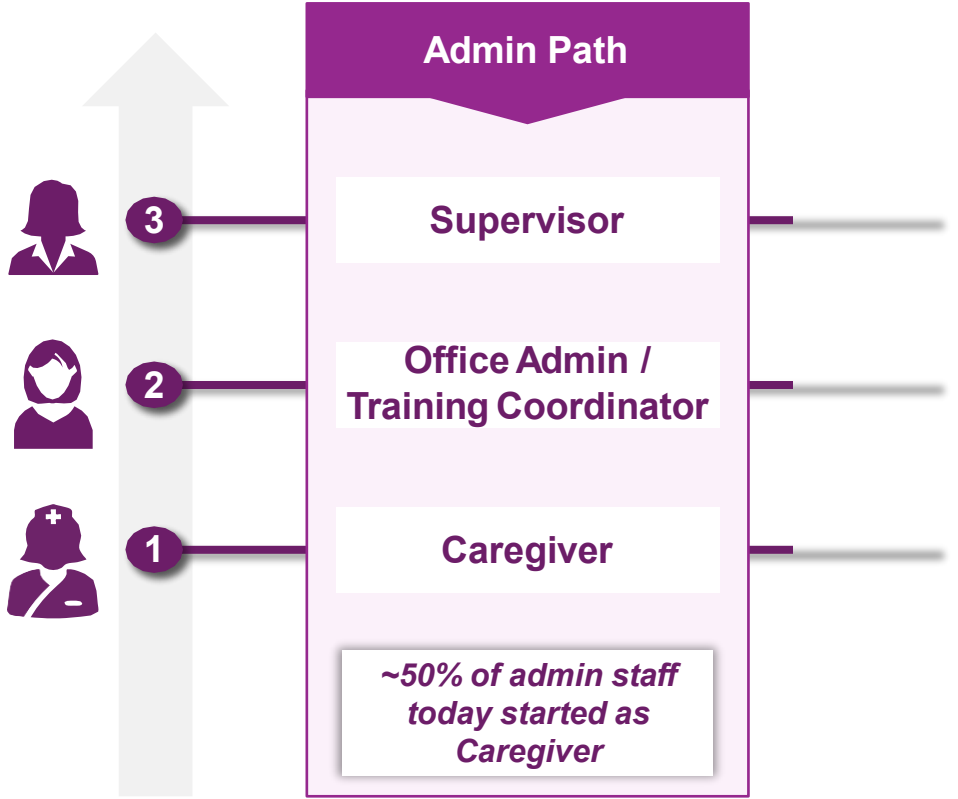 Admin Path
3
Supervisor
2
Office Admin /
Training Coordinator
1
Caregiver
~50% of admin staff
today started as
Caregiver